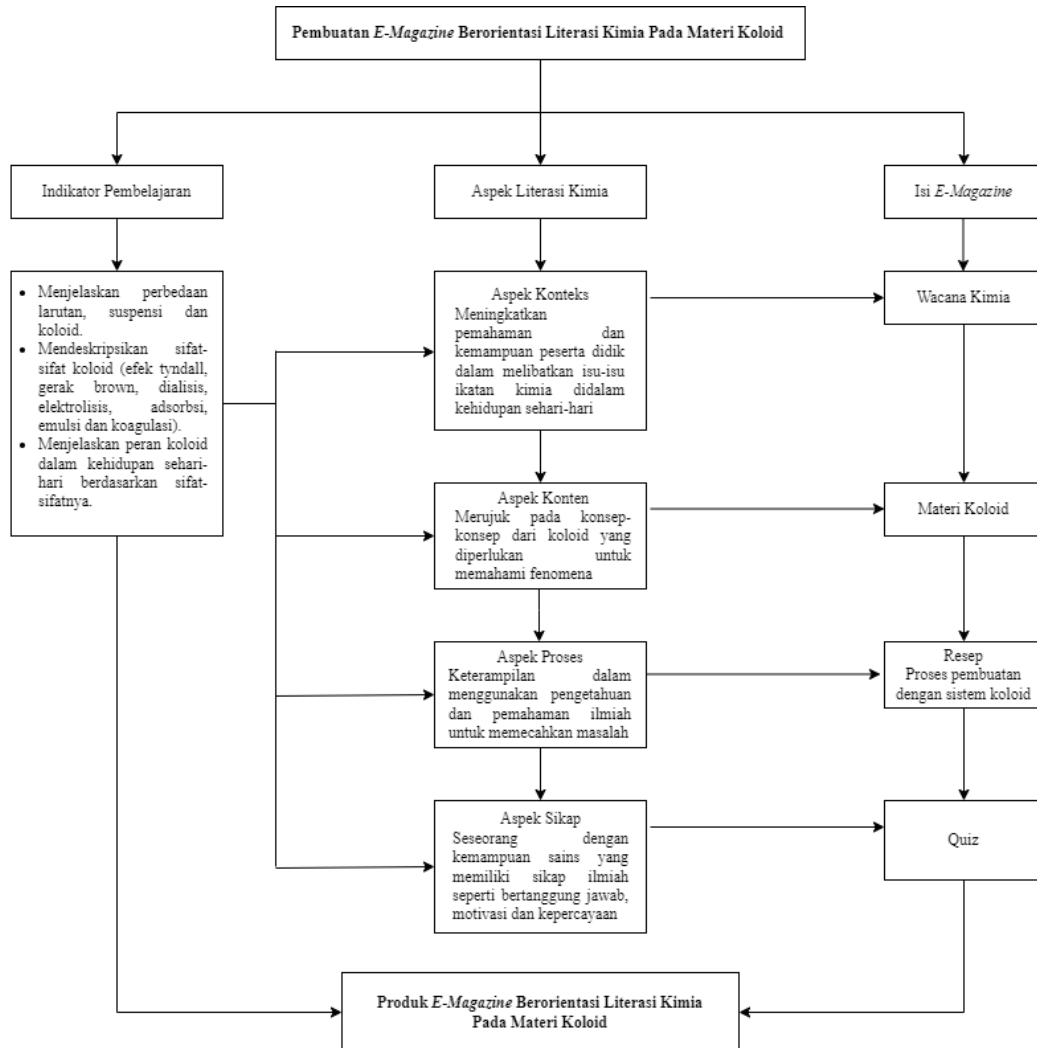 Pembuatan E-Magazine Berorientasi Literasi Kimia Pada Materi Koloid
Indikator Pembelajaran
Aspek Literasi Kimia
Isi E-Magazine
• Menjelaskan perbedaan
larutan, suspensi dan
koloid.
• Mendeskripsikan sifat-
sifat koloid (efek tyndall,
gerak brown, dialisis,
elektrolisis, adsorbsi,
emulsi dan koagulasi).
• Menjelaskan peran koloid
dalam kehidupan sehari-
hari berdasarkan sifat-
sifatnya.
Aspek Konteks
Meningkatkan
pemahaman dan
kemampuan peserta didik
dalam melibatkan isu-isu
ikatan kimia didalam
kehidupan sehari-hari
Wacana Kimia
Aspek Konten
Merujuk pada konsep-
konsep dari koloid yang
diperlukan untuk
memahami fenomena
Materi Koloid
Aspek Proses
Keterampilan dalam
menggunakan pengetahuan
dan pemahaman ilmiah
untuk memecahkan masalah
Resep
Proses pembuatan
dengan sistem koloid
Aspek Sikap
Seseorang dengan
kemampuan sains yang
memiliki sikap ilmiah
seperti bertanggung jawab,
motivasi dan kepercayaan
Quiz
Produk E-Magazine Berorientasi Literasi Kimia
Pada Materi Koloid